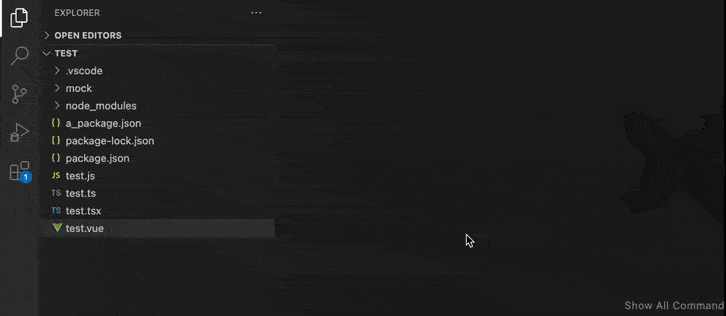 EXPLORER
OPEN EDITORS
TEST
.vscode
mock
node_modules
{ } a_package.json
{ } package-lock.json
{ } package.json
JS test.js
TS test.ts
TS test.tsx
test.vue
1
Show All Command